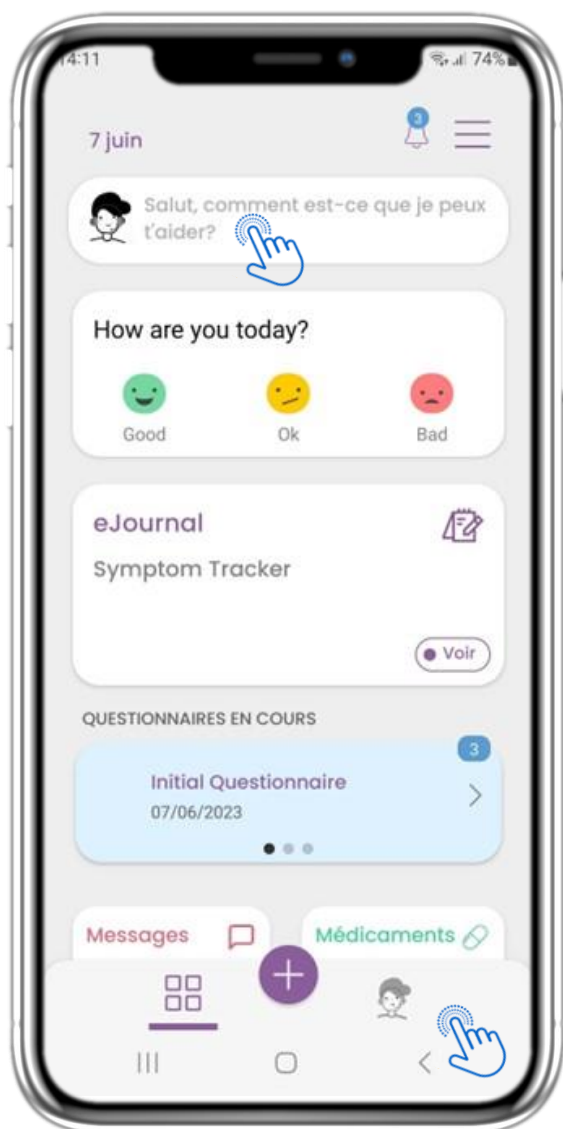 14:11
74%
3
7 juin
Salut, comment est-ce que je peux
t'aider?
How are you today?
Good Ok Bad
eJournal
Symptom Tracker
Voir
QUESTIONNAIRES EN COURS
3
Initial Questionnaire
07/06/2023
Messages Médicaments